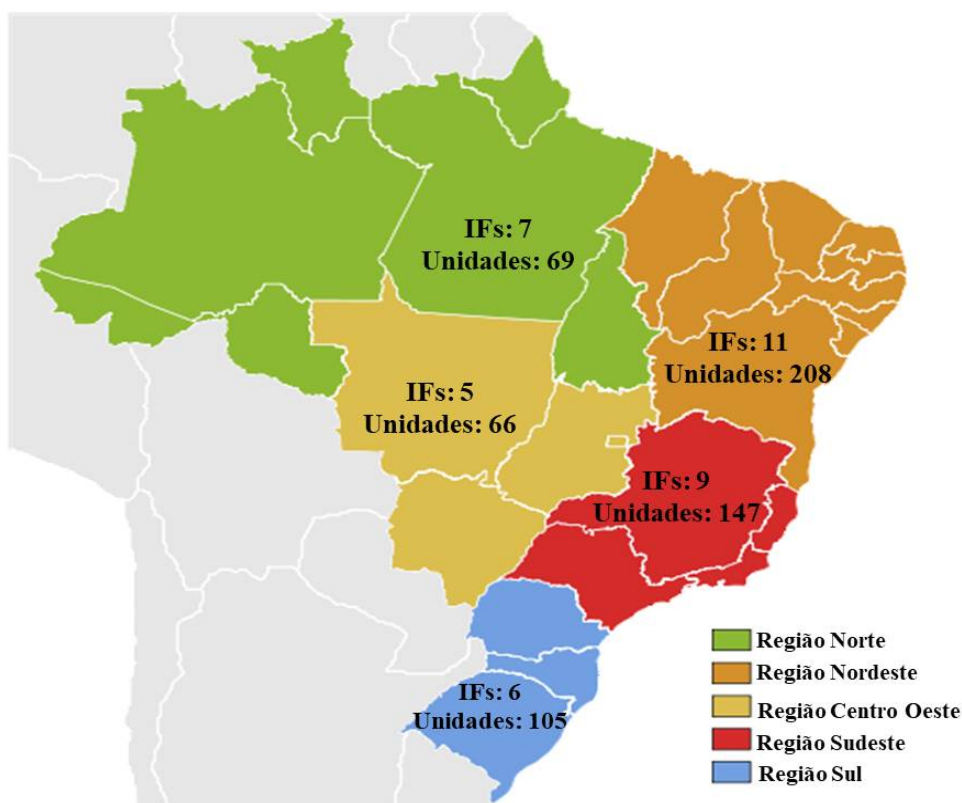 IFs: 7
Unidades: 69
IFs: 11
Unidades: 208
IFs: 5
Unidades: 66
IFs: 9
Unidades: 147
IFs: 6
Unidades: 105
Região Norte
Região Nordeste
Região Centro Oeste
Região Sudeste
Região Sul